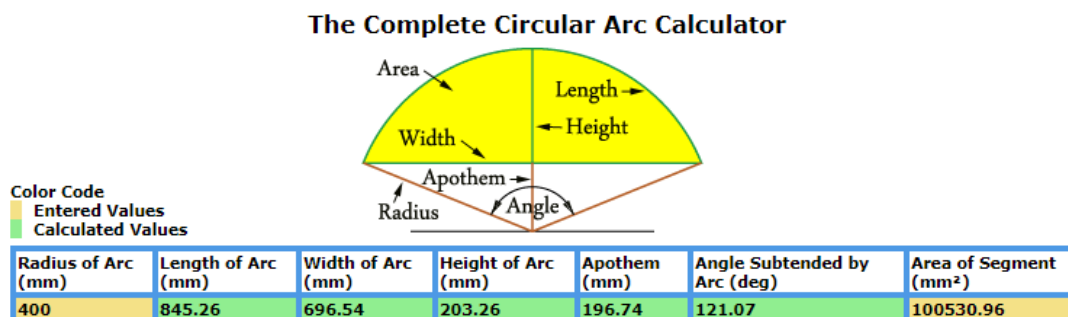 The Complete Circular Arc Calculator
Area
Length
Height
Width
Apothem
Radius
Angle
Color Code
Entered Values
Calculated Values
Radius of Arc (mm) Length of Arc (mm) Width of Arc (mm) Height of Arc (mm) Apothem (mm) Angle Subtended by Arc (deg) Area of Segment (mm²)
400 845.26 696.54 203.26 196.74 121.07 100530.96